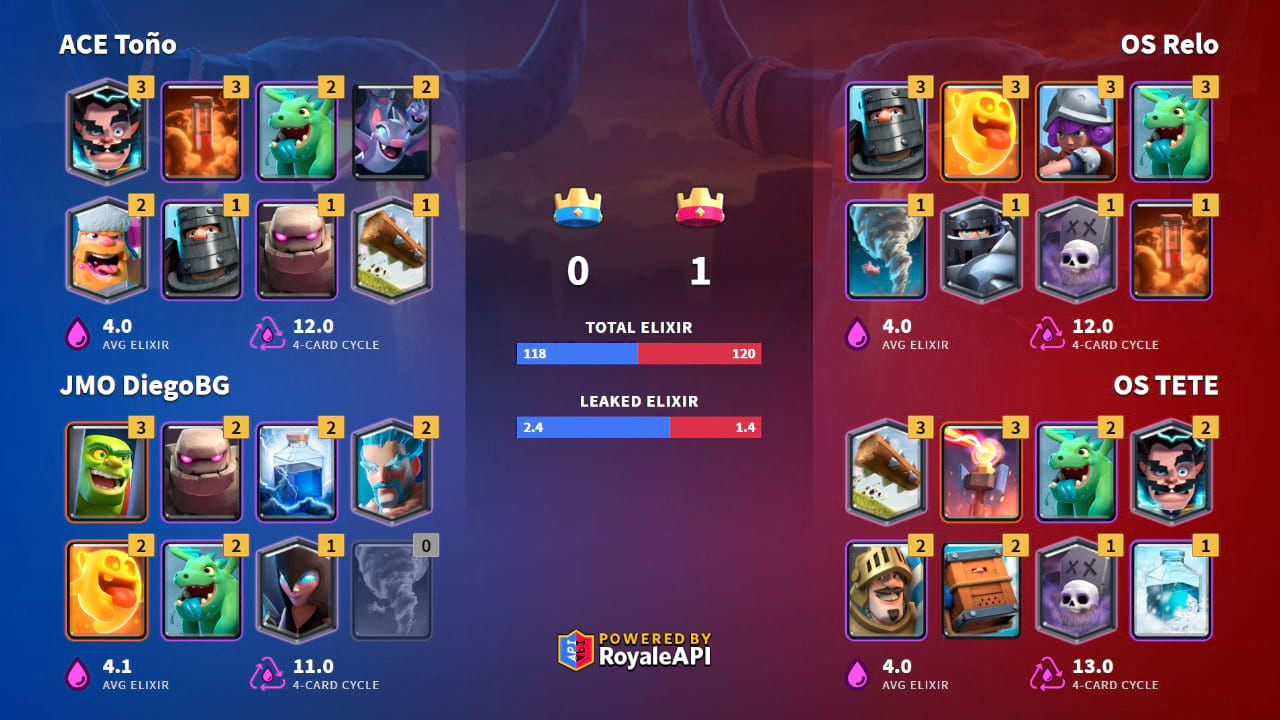 ACE Toño
3 3 2 2
2 1 1 1
4.0
AVG ELIXIR
12.0
4-CARD CYCLE
JMO DiegoBG
3 2 2 2
2 2 1 0
4.1
AVG ELIXIR
11.0
4-CARD CYCLE
0 1
TOTAL ELIXIR
118 120
LEAKED ELIXIR
2.4 1.4
API
API
POWERED BY
RoyaleAPI
OS Relo
3 3 3 3
1 1 1 1
4.0
AVG ELIXIR
12.0
4-CARD CYCLE
OS TETE
3 3 2 2
2 2 1 1
4.0
AVG ELIXIR
13.0
4-CARD CYCLE